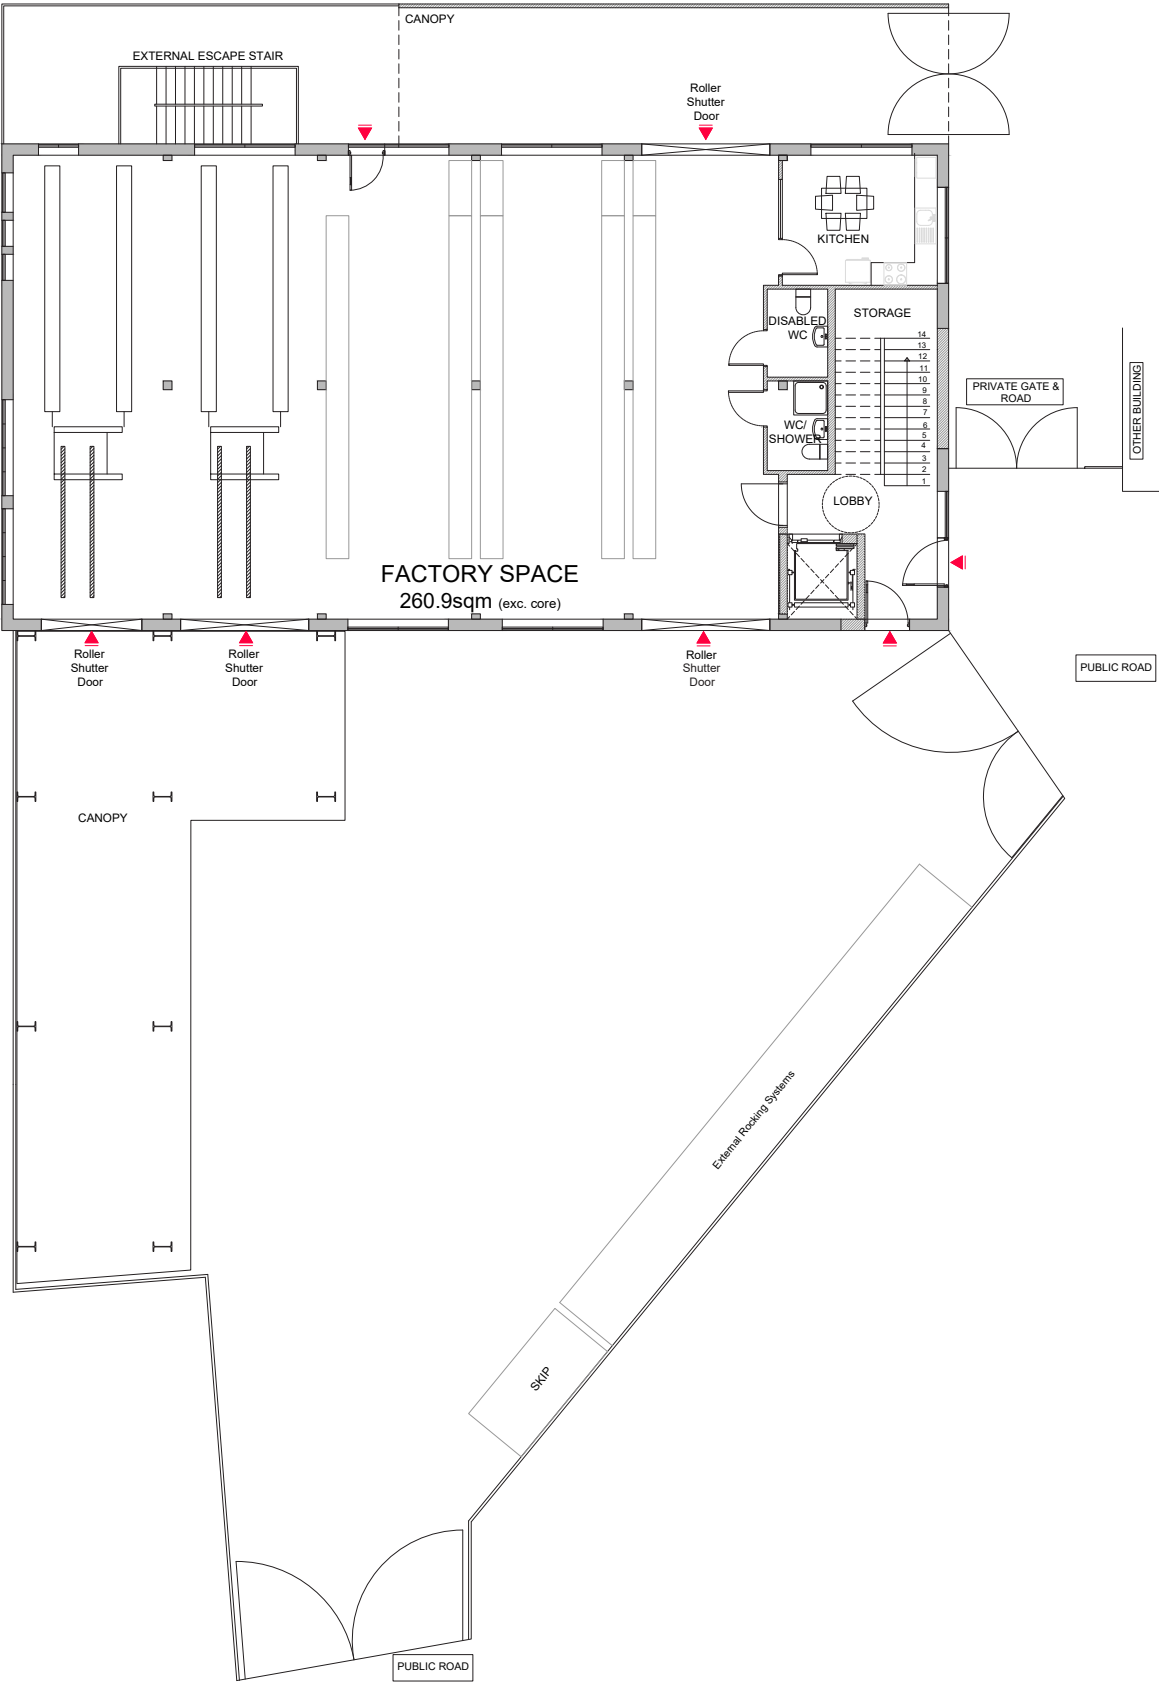 CANOPY
EXTERNAL ESCAPE STAIR
Roller
Shutter
Door
KITCHEN
DISABLED
WC
STORAGE
14
13
12
11
10
9
8
7
6
5
4
3
2
1
WC/
SHOWER
LOBBY
PRIVATE GATE &
ROAD
OTHER BUILDING
FACTORY SPACE
260.9sqm (exc. core)
Roller
Shutter
Door
Roller
Shutter
Door
Roller
Shutter
Door
PUBLIC ROAD
CANOPY
External Rocking Systems
SKIP
PUBLIC ROAD